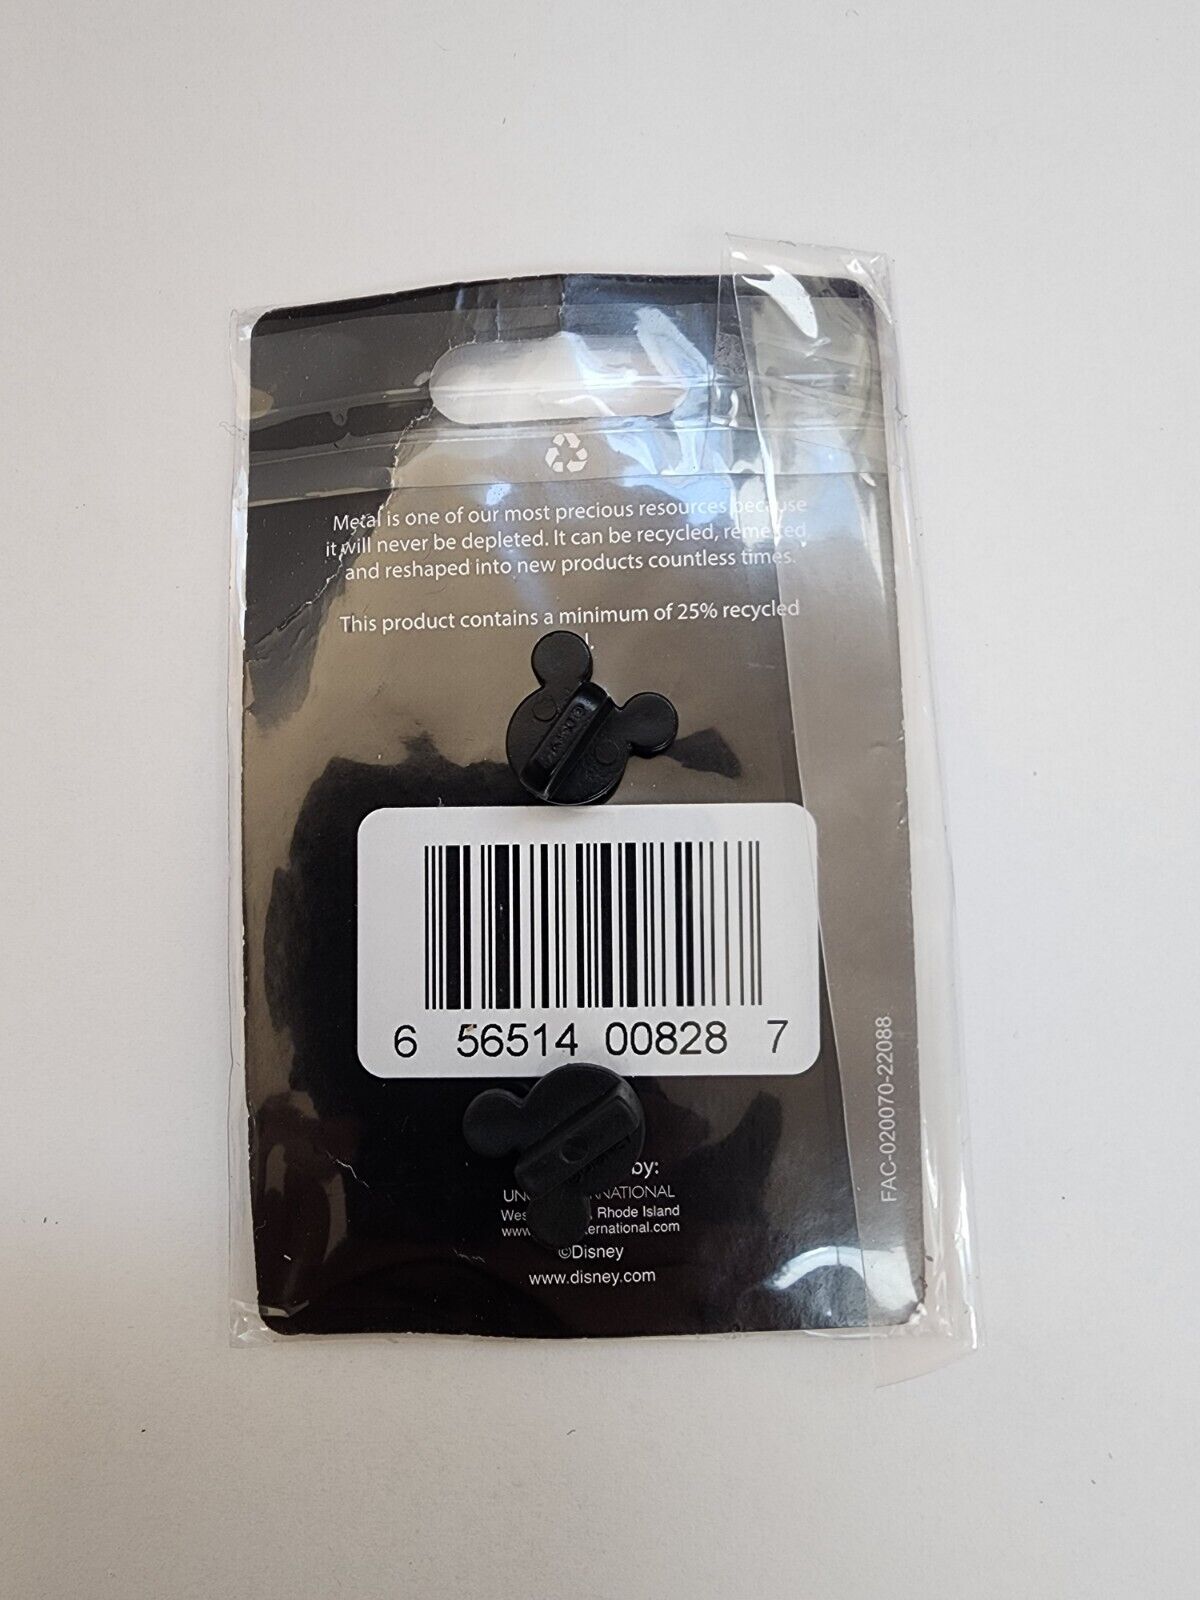 Metal is one of our most precious resources because
it will never be depleted. It can be recycled, remelted
and reshaped into new products countless times.
This product contains a minimum of 25% recycled
©Disney
6 56514 00828 7
FAC-020070-22088
by:
Rhode Island
©Disney
www.disney.com